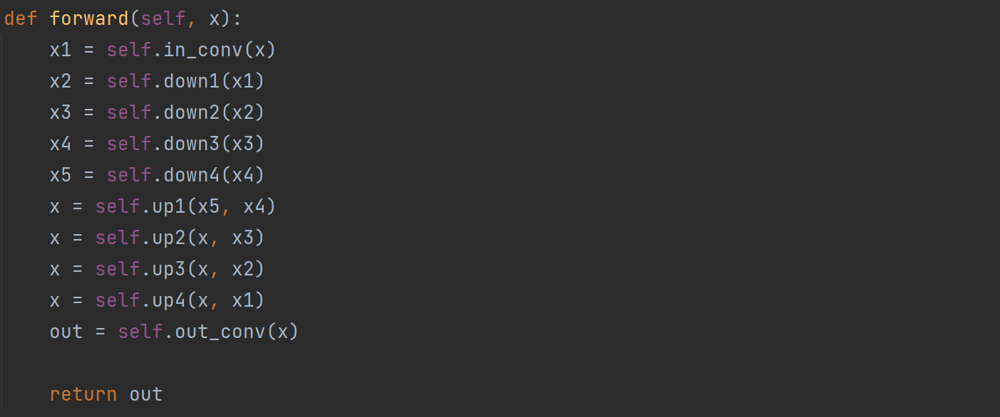 def forward(self, x):
    x1 = self.in_conv(x)
    x2 = self.down1(x1)
    x3 = self.down2(x2)
    x4 = self.down3(x3)
    x5 = self.down4(x4)
    x = self.up1(x5, x4)
    x = self.up2(x, x3)
    x = self.up3(x, x2)
    x = self.up4(x, x1)
    out = self.out_conv(x)

    return out